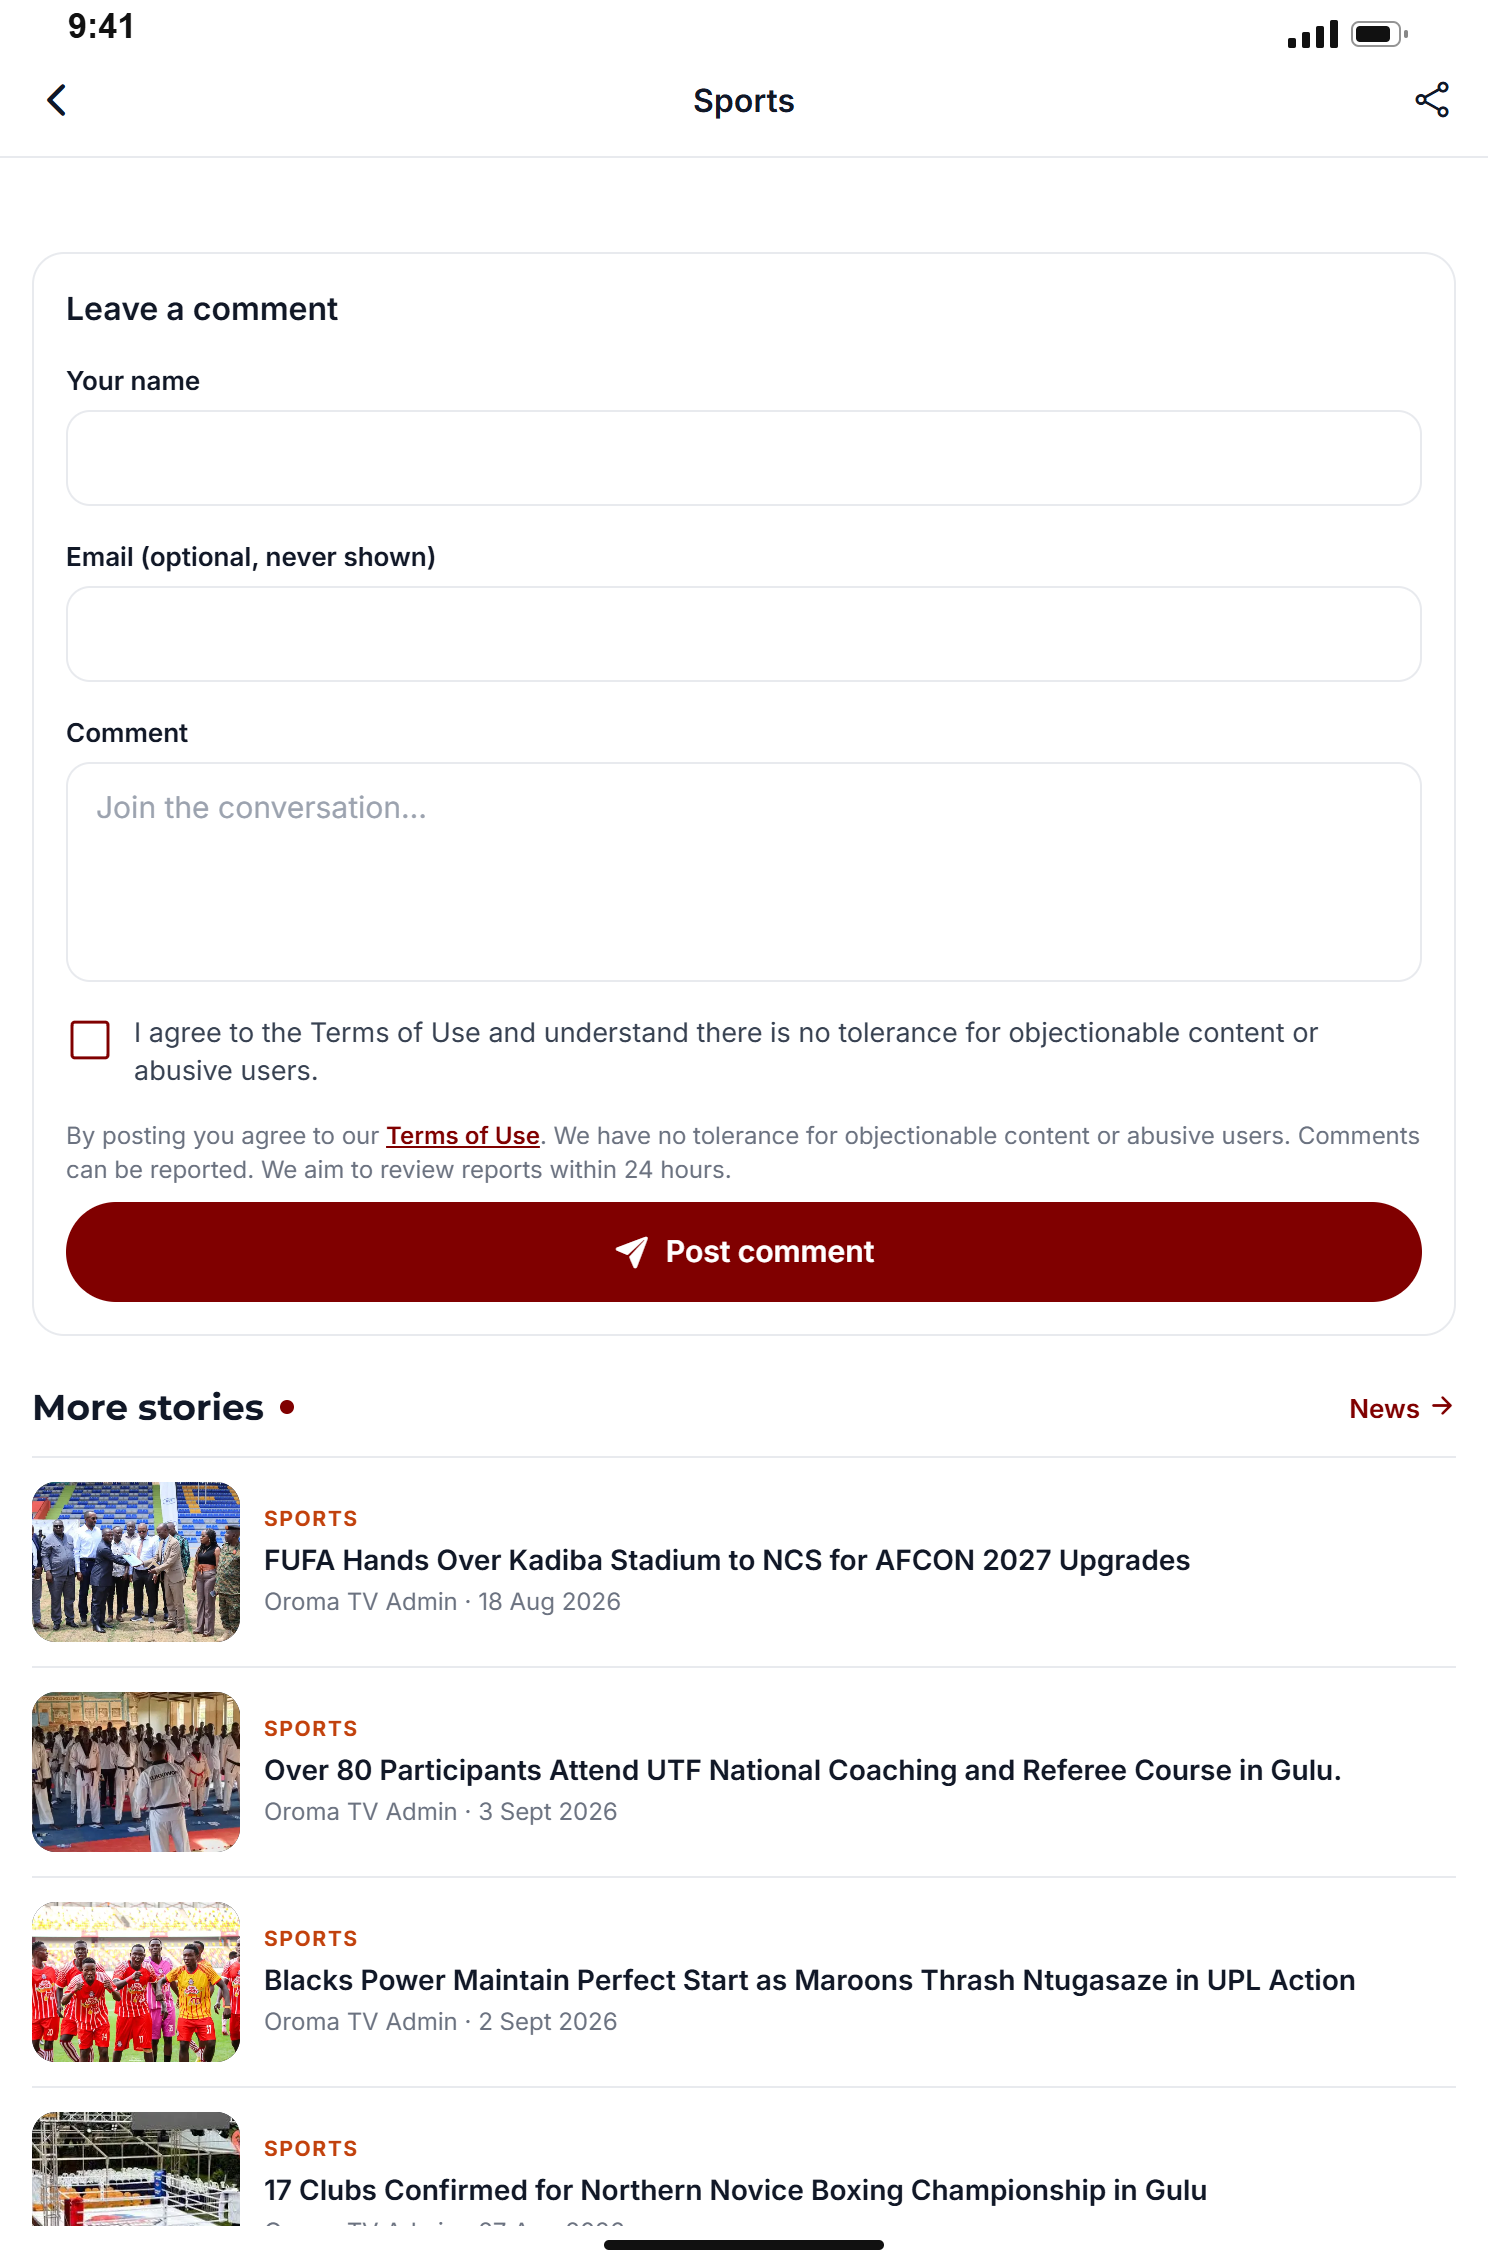 9:41
Sports
Leave a comment
Your name
Email (optional, never shown)
Comment
Join the conversation...
I agree to the Terms of Use and understand there is no tolerance for objectionable content or
abusive users.
By posting you agree to our Terms of Use. We have no tolerance for objectionable content or abusive users. Comments
can be reported. We aim to review reports within 24 hours.
Post comment
More stories
News
SPORTS
FUFA Hands Over Kadiba Stadium to NCS for AFCON 2027 Upgrades
Oroma TV Admin · 18 Aug 2026
SPORTS
Over 80 Participants Attend UTF National Coaching and Referee Course in Gulu.
Oroma TV Admin · 3 Sept 2026
SPORTS
Blacks Power Maintain Perfect Start as Maroons Thrash Ntugasaze in UPL Action
Oroma TV Admin · 2 Sept 2026
SPORTS
17 Clubs Confirmed for Northern Novice Boxing Championship in Gulu